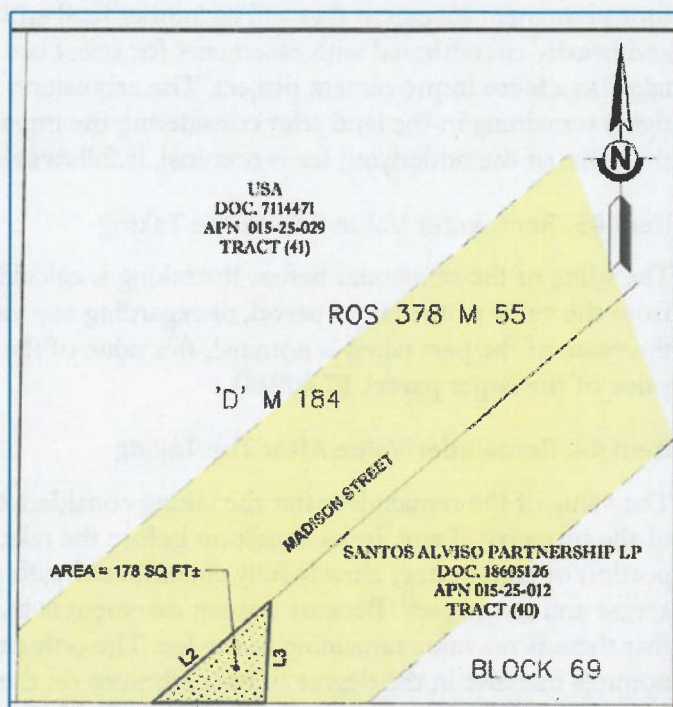 N
USA
DOC. 7114471
APN 015-25-029
TRACT (41)
ROS 378 M 55
'D' M 184
MADISON STREET
SANTOS ALVISO PARTNERSHIP LP
DOC. 18605126
APN 015-25-012
TRACT (40)
AREA = 178 SQ FT±
L2
L3
BLOCK 69